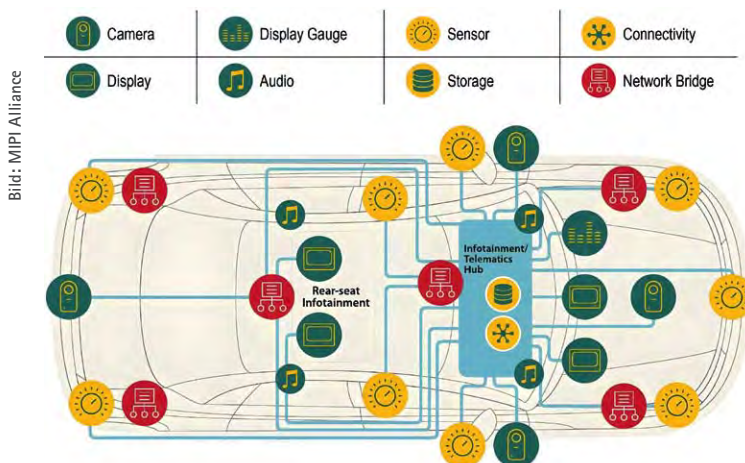 Camera
Display Gauge
Sensor
Connectivity
Display
Audio
Storage
Network Bridge
Bild: MIPI Alliance
Infotainment/
Telematics
Hub
Rear-seat
Infotainment